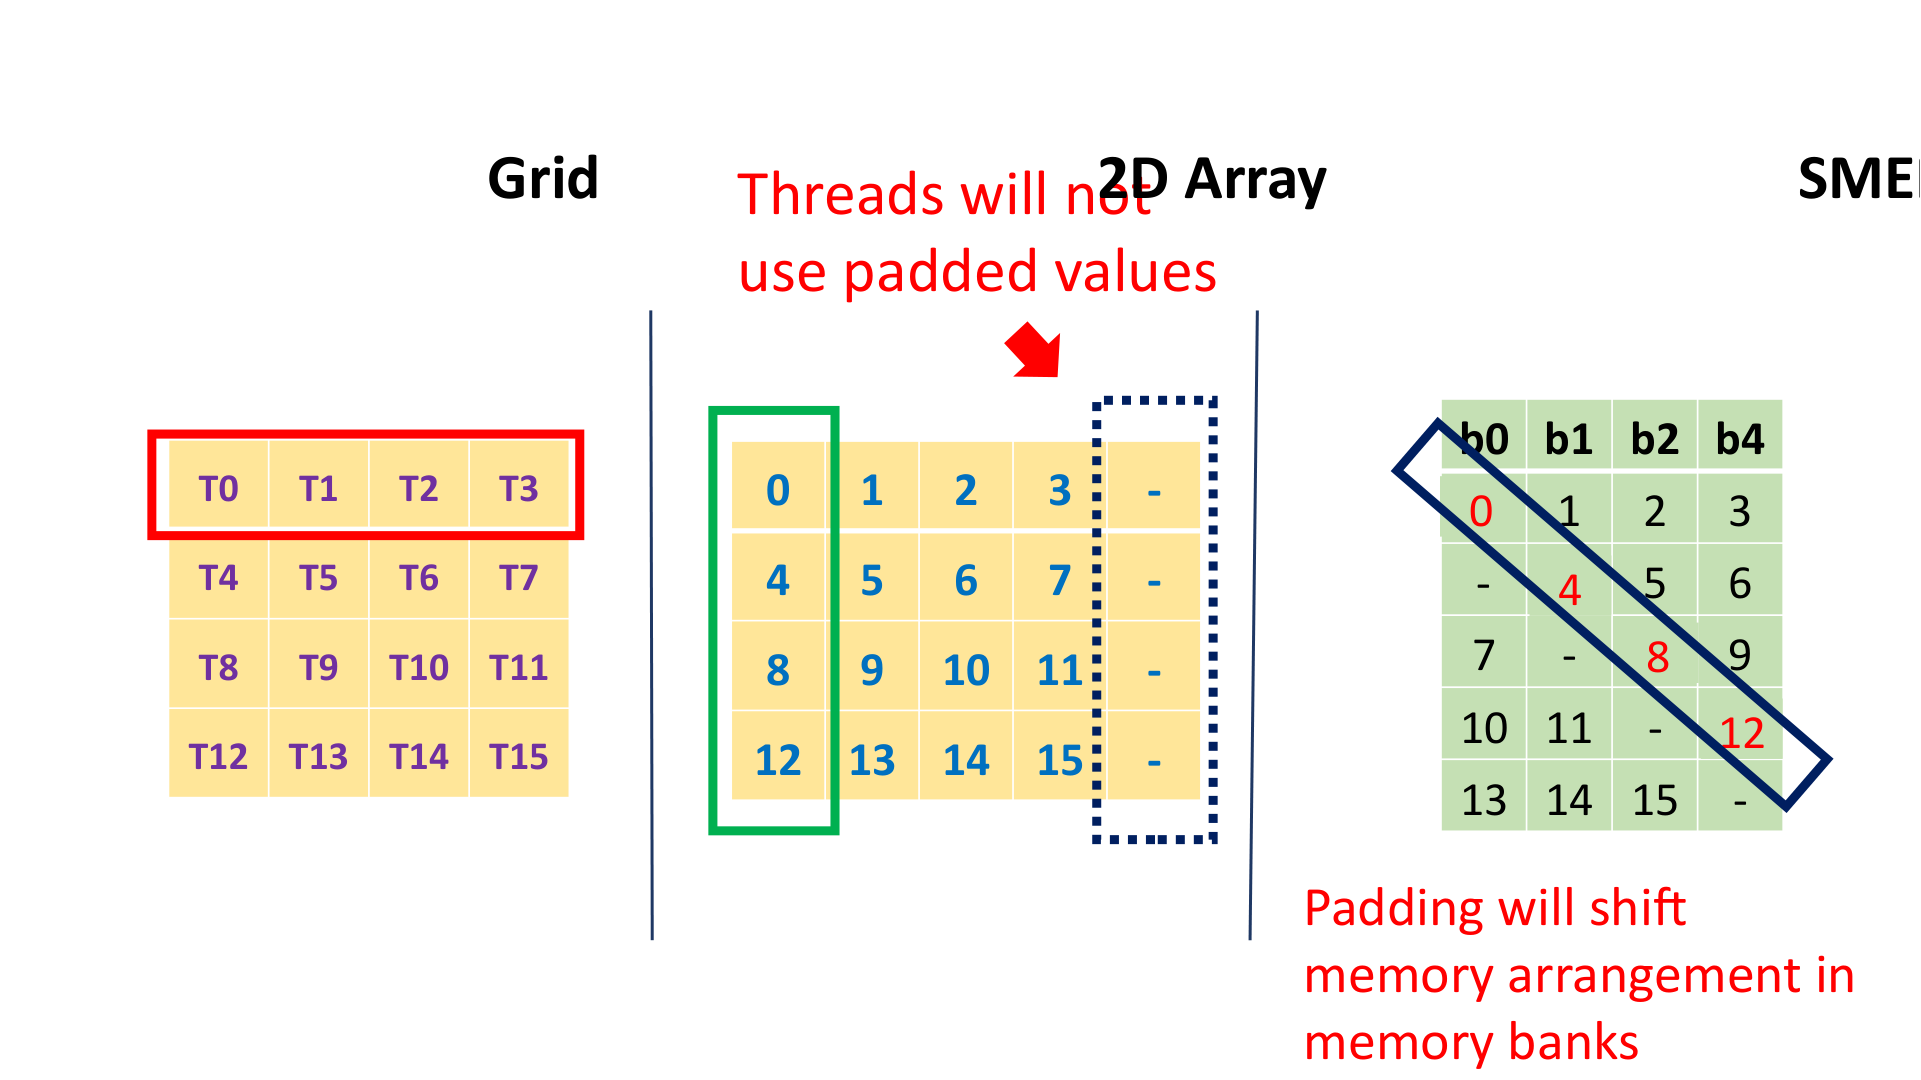 Grid
Threads will not
use padded values
2D Array
SME
T0 T1 T2 T3
T4 T5 T6 T7
T8 T9 T10 T11
T12 T13 T14 T15
0 1 2 3 -
4 5 6 7 -
8 9 10 11 -
12 13 14 15 -
b0 b1 b2 b4
0 1 2 3
- 4 5 6
7 - 8 9
10 11 - 12
13 14 15 -
Padding will shift
memory arrangement in
memory banks